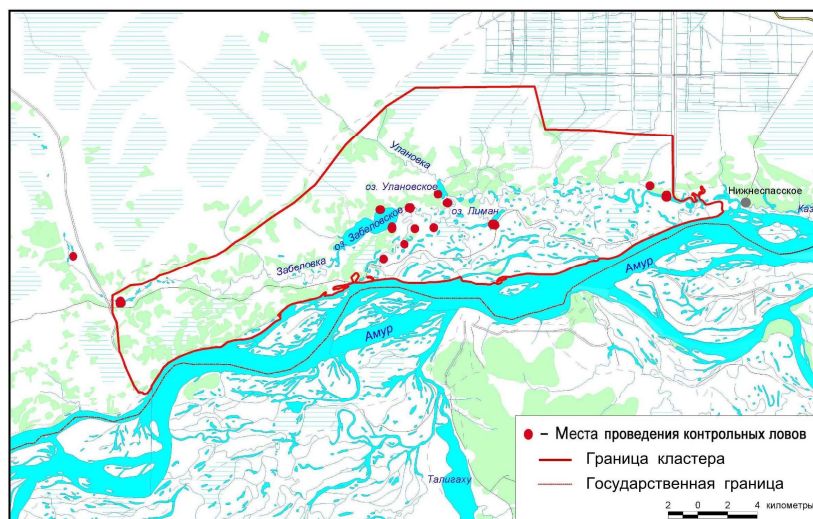 Улановка
оз. Улановское
оз. Лиман
Нижнеспасское
оз. Забеловское
Забеловка
Амур
Амур
Талигаху
– Места проведения контрольных ловов
Граница кластера
Государственная граница
2 0 2 4 километры